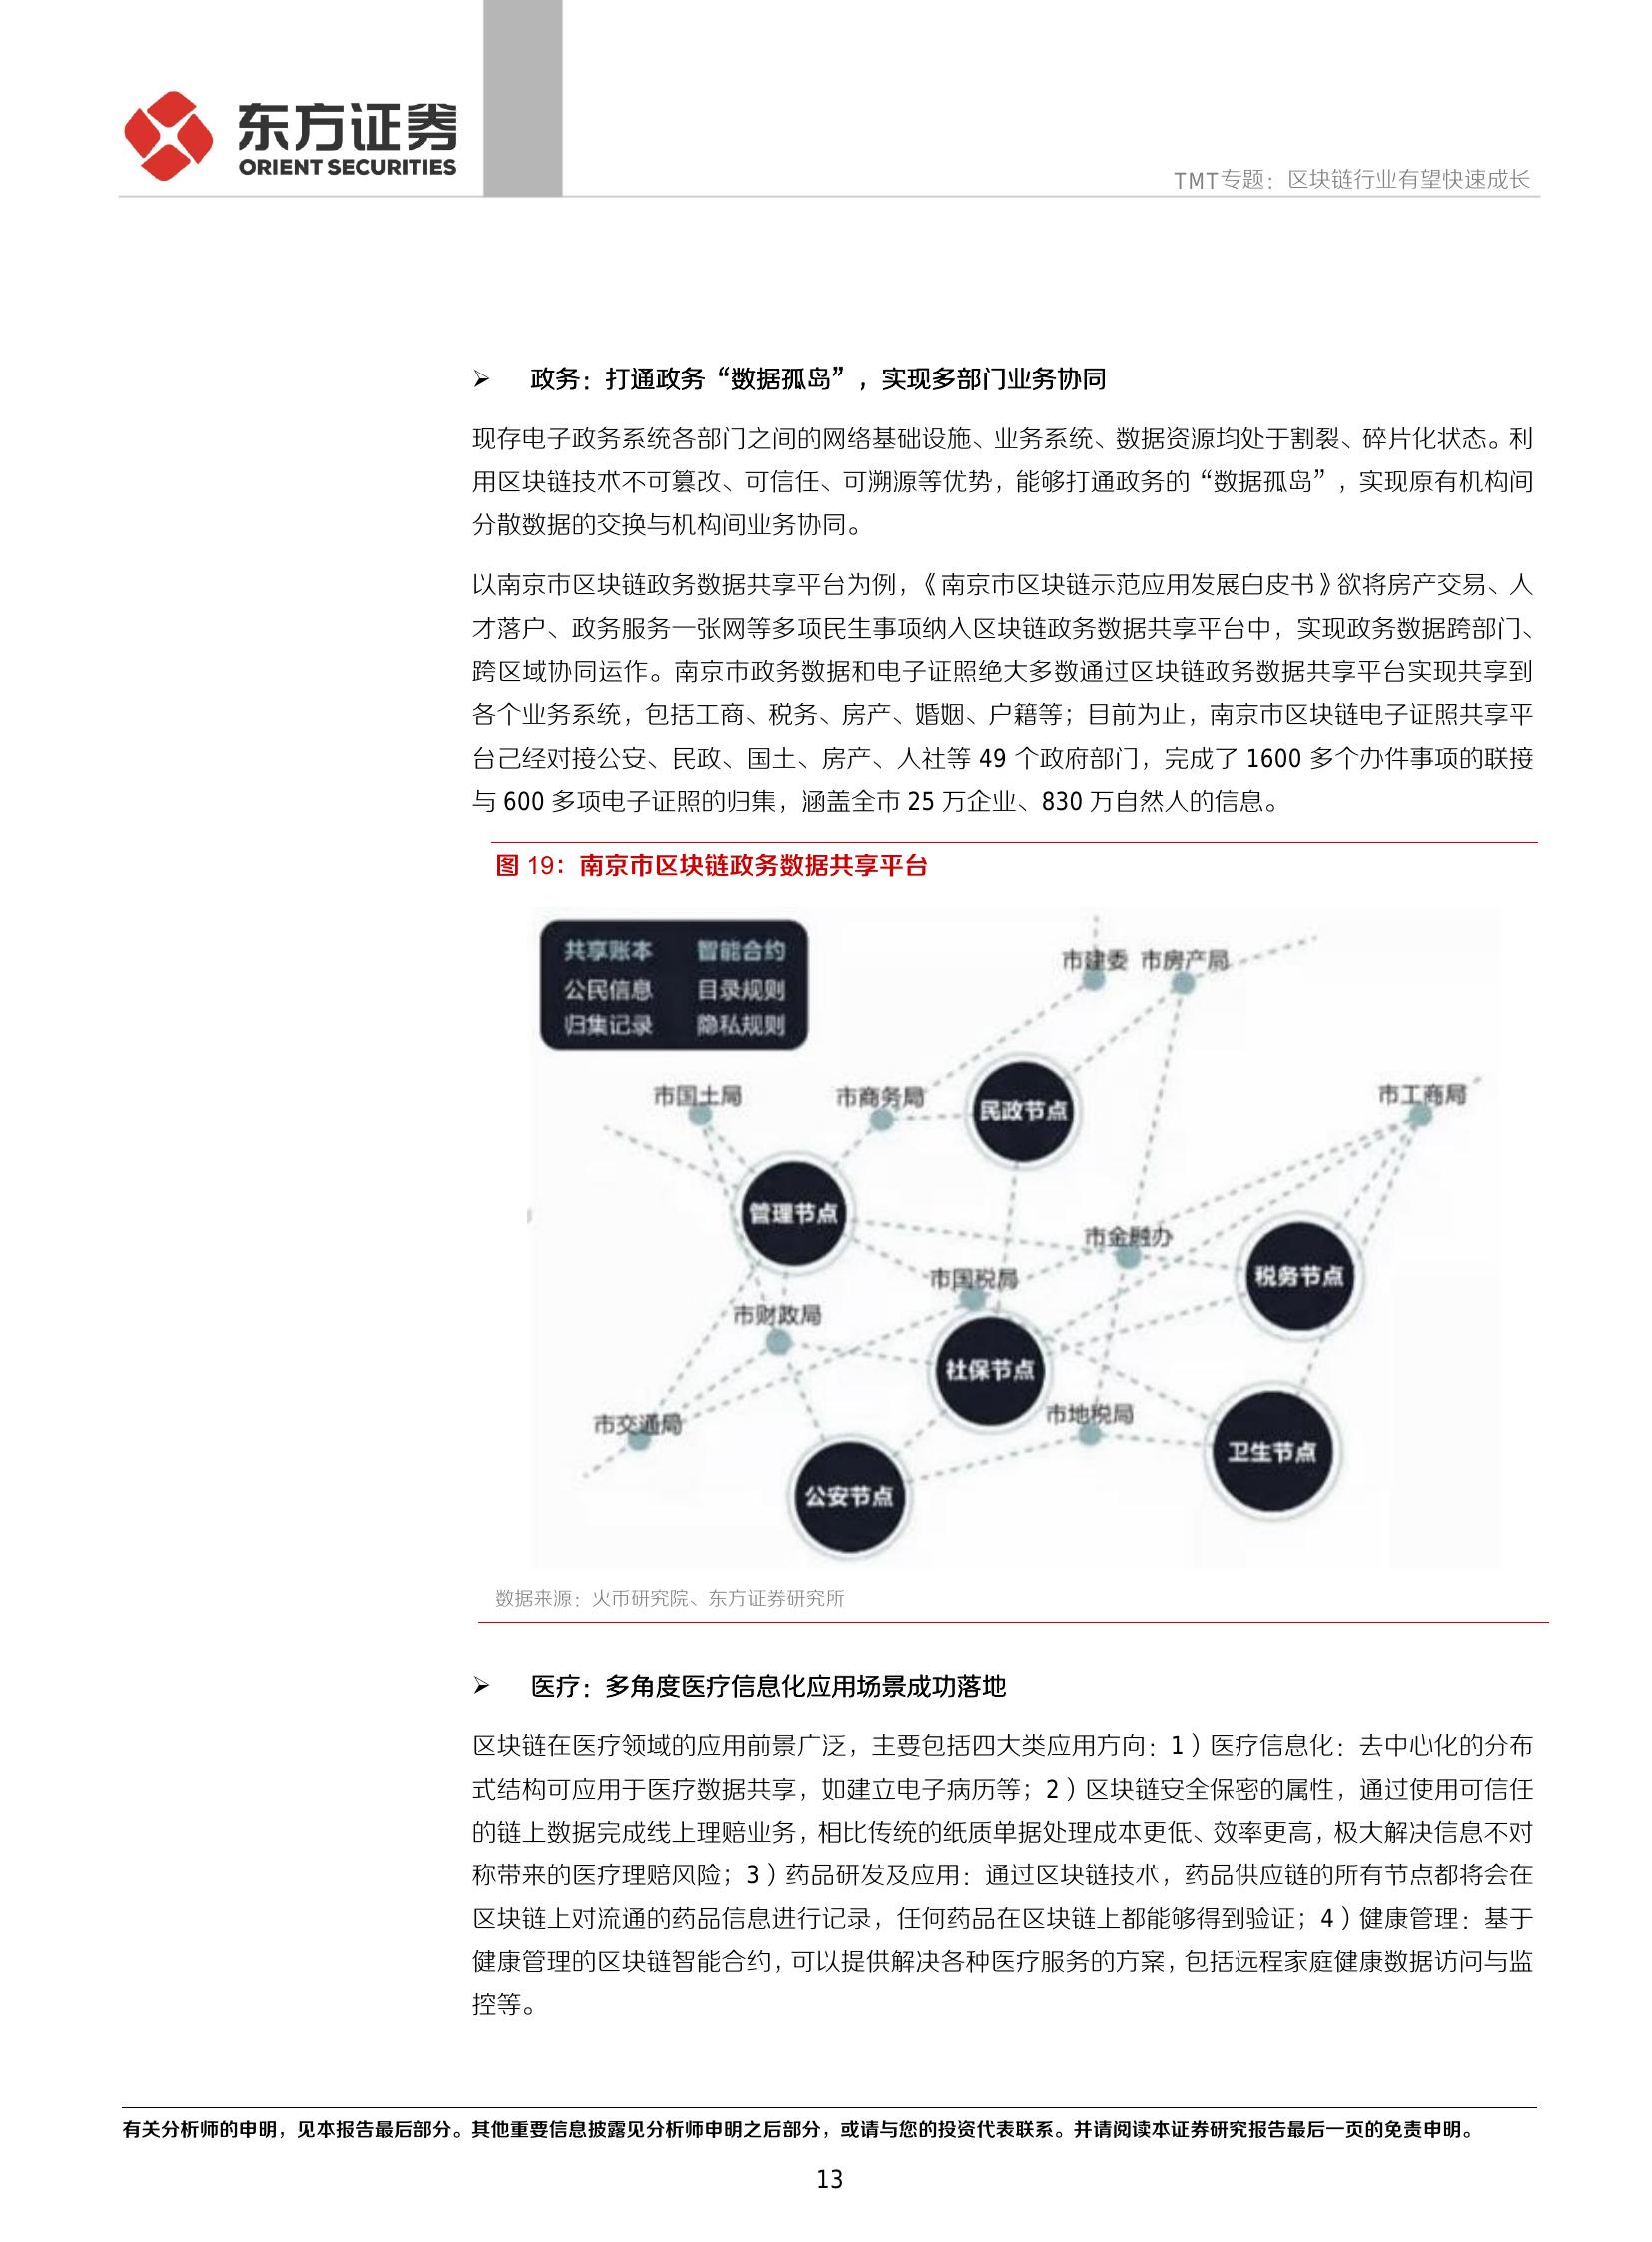 东方证券
ORIENT SECURITIES
TMT专题：区块链行业有望快速成长
➢ 政务：打通政务“数据孤岛”，实现多部门业务协同
现存电子政务系统各部门之间的网络基础设施、业务系统、数据资源均处于割裂、碎片化状态。利
用区块链技术不可篡改、可信任、可溯源等优势，能够打通政务的“数据孤岛”，实现原有机构间
分散数据的交换与机构间业务协同。
以南京市区块链政务数据共享平台为例，《南京市区块链示范应用发展白皮书》欲将房产交易、人
才落户、政务服务一张网等多项民生事项纳入区块链政务数据共享平台中，实现政务数据跨部门、
跨区域协同运作。南京市政务数据和电子证照绝大多数通过区块链政务数据共享平台实现共享到
各个业务系统，包括工商、税务、房产、婚姻、户籍等；目前为止，南京市区块链电子证照共享平
台己经对接公安、民政、国土、房产、人社等 49 个政府部门，完成了 1600 多个办件事项的联接
与 600 多项电子证照的归集，涵盖全市 25 万企业、830 万自然人的信息。
图 19：南京市区块链政务数据共享平台
共享账本 智能合约
公民信息 目录规则
归集记录 隐私规则
市建委 市房产局
市国土局 市商务局 民政节点 市工商局
管理节点
市金融办
市国税局 税务节点
市财政局
社保节点
市交通局 市地税局
卫生节点
公安节点
数据来源：火币研究院、东方证券研究所
➢ 医疗：多角度医疗信息化应用场景成功落地
区块链在医疗领域的应用前景广泛，主要包括四大类应用方向：1）医疗信息化：去中心化的分布
式结构可应用于医疗数据共享，如建立电子病历等；2）区块链安全保密的属性，通过使用可信任
的链上数据完成线上理赔业务，相比传统的纸质单据处理成本更低、效率更高，极大解决信息不对
称带来的医疗理赔风险；3）药品研发及应用：通过区块链技术，药品供应链的所有节点都将会在
区块链上对流通的药品信息进行记录，任何药品在区块链上都能够得到验证；4）健康管理：基于
健康管理的区块链智能合约，可以提供解决各种医疗服务的方案，包括远程家庭健康数据访问与监
控等。
有关分析师的申明，见本报告最后部分。其他重要信息披露见分析师申明之后部分，或请与您的投资代表联系。并请阅读本证券研究报告最后一页的免责申明。
13